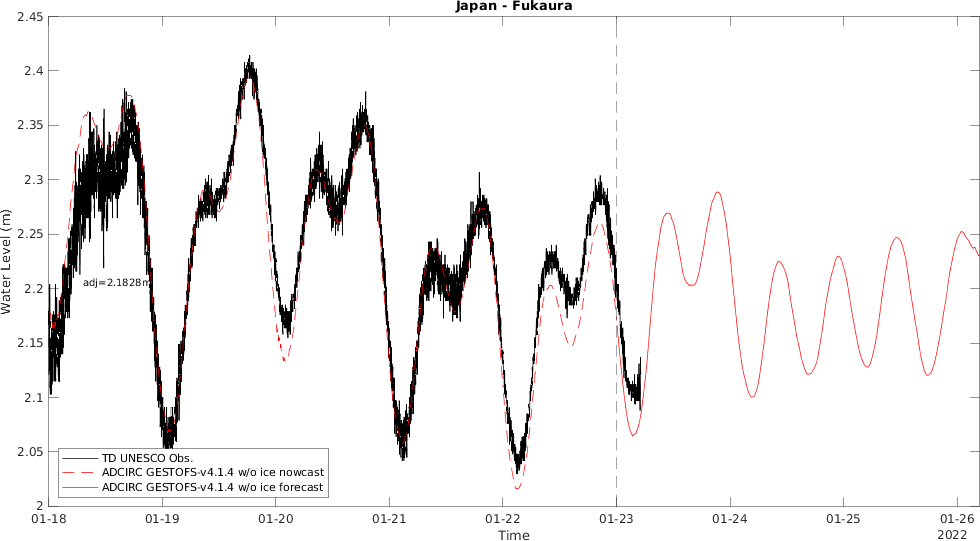 Japan - Fukaura
2.45
2.4
2.35
2.3
2.25
2.2
2.15
2.1
2.05
2
Water Level (m)
adj=2.1828m
TD UNESCO Obs.
ADCIRC GESTOFS-v4.1.4 w/o ice nowcast
ADCIRC GESTOFS-v4.1.4 w/o ice forecast
01-18 01-19 01-20 01-21 01-22 01-23 01-24 01-25 01-26
Time
2022